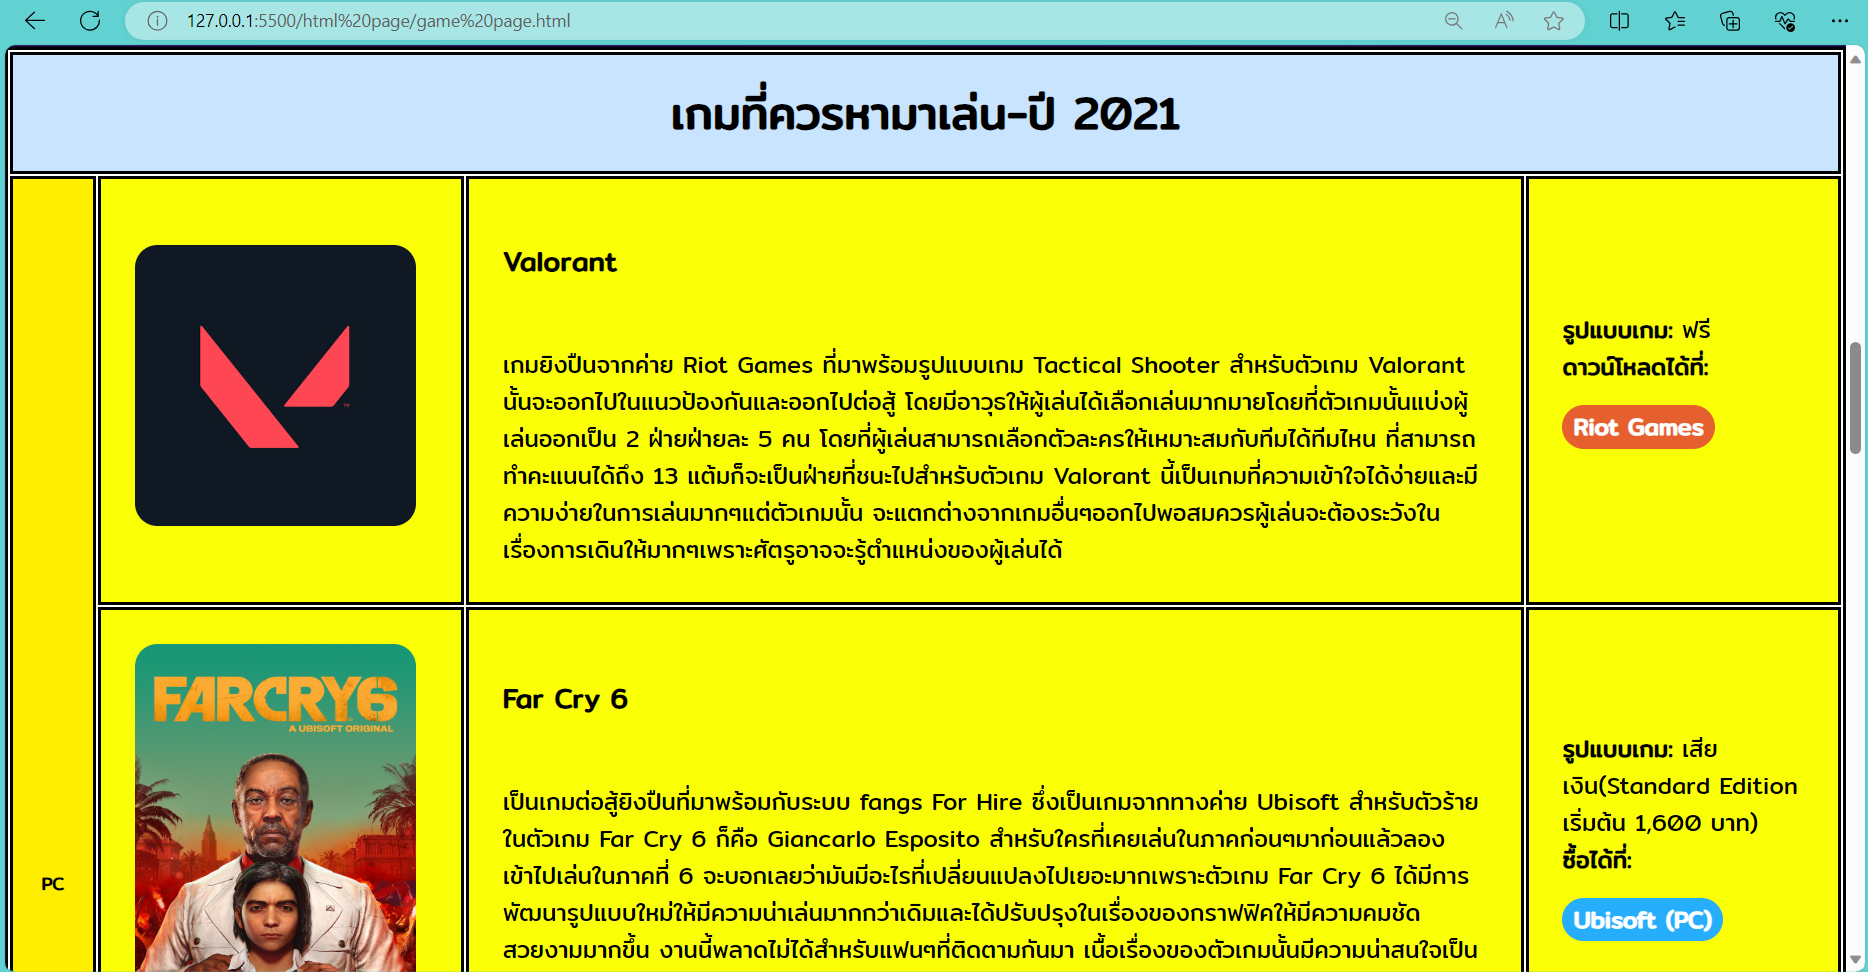 127.0.0.1:5500/html%20page/game%20page.html
เกมที่ควรหามาเล่น-ปี 2021
Valorant
เกมยิงปืนจากค่าย Riot Games ที่มาพร้อมรูปแบบเกม Tactical Shooter สำหรับตัวเกม Valorant
นั้นจะออกไปในแนวป้องกันและออกไปต่อสู้ โดยมีอาวุธให้ผู้เล่นได้เลือกเล่นมากมายโดยที่ตัวเกมนั้นแบ่งผู้
เล่นออกเป็น 2 ฝ่ายฝ่ายละ 5 คน โดยที่ผู้เล่นสามารถเลือกตัวละครให้เหมาะสมกับทีมได้ทีมไหน ที่สามารถ
ทำคะแนนได้ถึง 13 แต้มก็จะเป็นฝ่ายที่ชนะไปสำหรับตัวเกม Valorant นี้เป็นเกมที่ความเข้าใจได้ง่ายและมี
ความง่ายในการเล่นมากๆแต่ตัวเกมนั้น จะแตกต่างจากเกมอื่นๆออกไปพอสมควรผู้เล่นจะต้องระวังใน
เรื่องการเดินให้มากๆเพราะศัตรูอาจจะรู้ตำแหน่งของผู้เล่นได้
รูปแบบเกม: ฟรี
ดาวน์โหลดได้ที่:
Riot Games
PC
FARCRY6
A UBISOFT ORIGINAL
Far Cry 6
เป็นเกมต่อสู้ยิงปืนที่มาพร้อมกับระบบ fangs For Hire ซึ่งเป็นเกมจากทางค่าย Ubisoft สำหรับตัวร้าย
ในตัวเกม Far Cry 6 ก็คือ Giancarlo Esposito สำหรับใครที่เคยเล่นในภาคก่อนๆมาก่อนแล้วลอง
เข้าไปเล่นในภาคที่ 6 จะบอกเลยว่ามันมีอะไรที่เปลี่ยนแปลงไปเยอะมากเพราะตัวเกม Far Cry 6 ได้มีการ
พัฒนารูปแบบใหม่ให้มีความน่าเล่นมากกว่าเดิมและได้ปรับปรุงในเรื่องของกราฟฟิคให้มีความคมชัด
สวยงามมากขึ้น งานนี้พลาดไม่ได้สำหรับแฟนๆที่ติดตามกันมา เนื้อเรื่องของตัวเกมนั้นมีความน่าสนใจเป็น
รูปแบบเกม: เสีย
เงิน(Standard Edition
เริ่มต้น 1,600 บาท)
ซื้อได้ที่:
Ubisoft (PC)